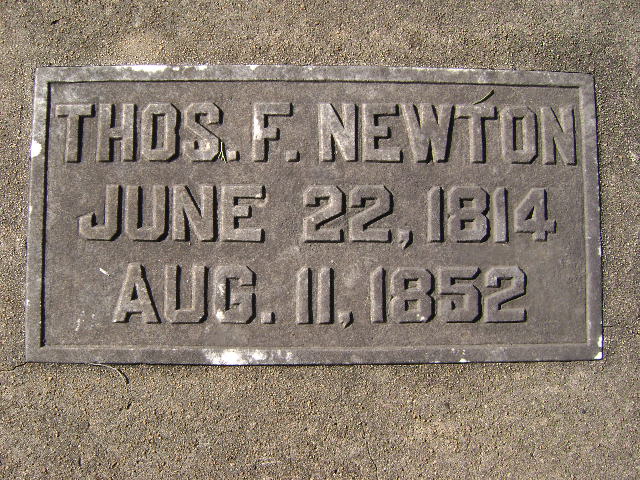 THOS. F. NEWTON
JUNE 22, 1814
AUG. 11, 1852